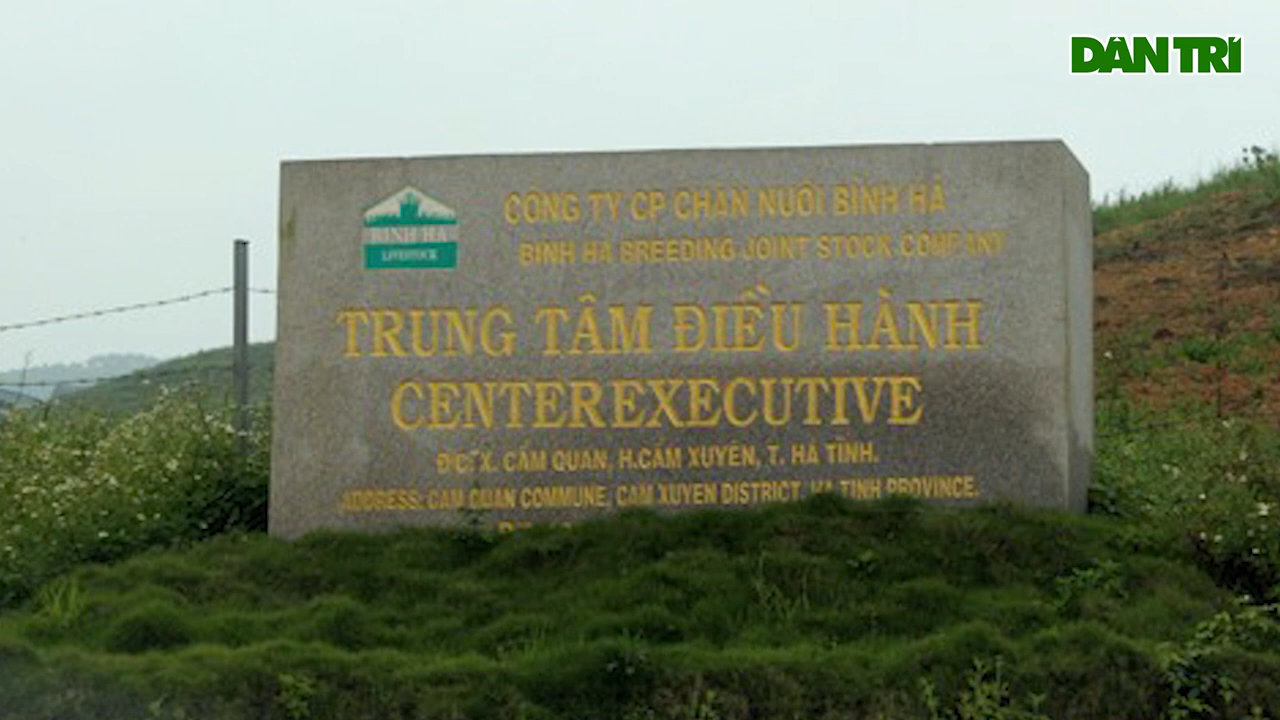 DÂN TRÍ
BÌNH HÀ
LIVESTOCK
CÔNG TY CP CHĂN NUÔI BÌNH HÀ
BINH HA BREEDING JOINT STOCK COMPANY
TRUNG TÂM ĐIỀU HÀNH
CENTEREXECUTIVE
Đ/C: X. CẨM QUAN, H.CẨM XUYÊN, T. HÀ TĨNH.
ADDRESS: CAM QUAN COMMUNE, CAM XUYEN DISTRICT, HA TINH PROVINCE.